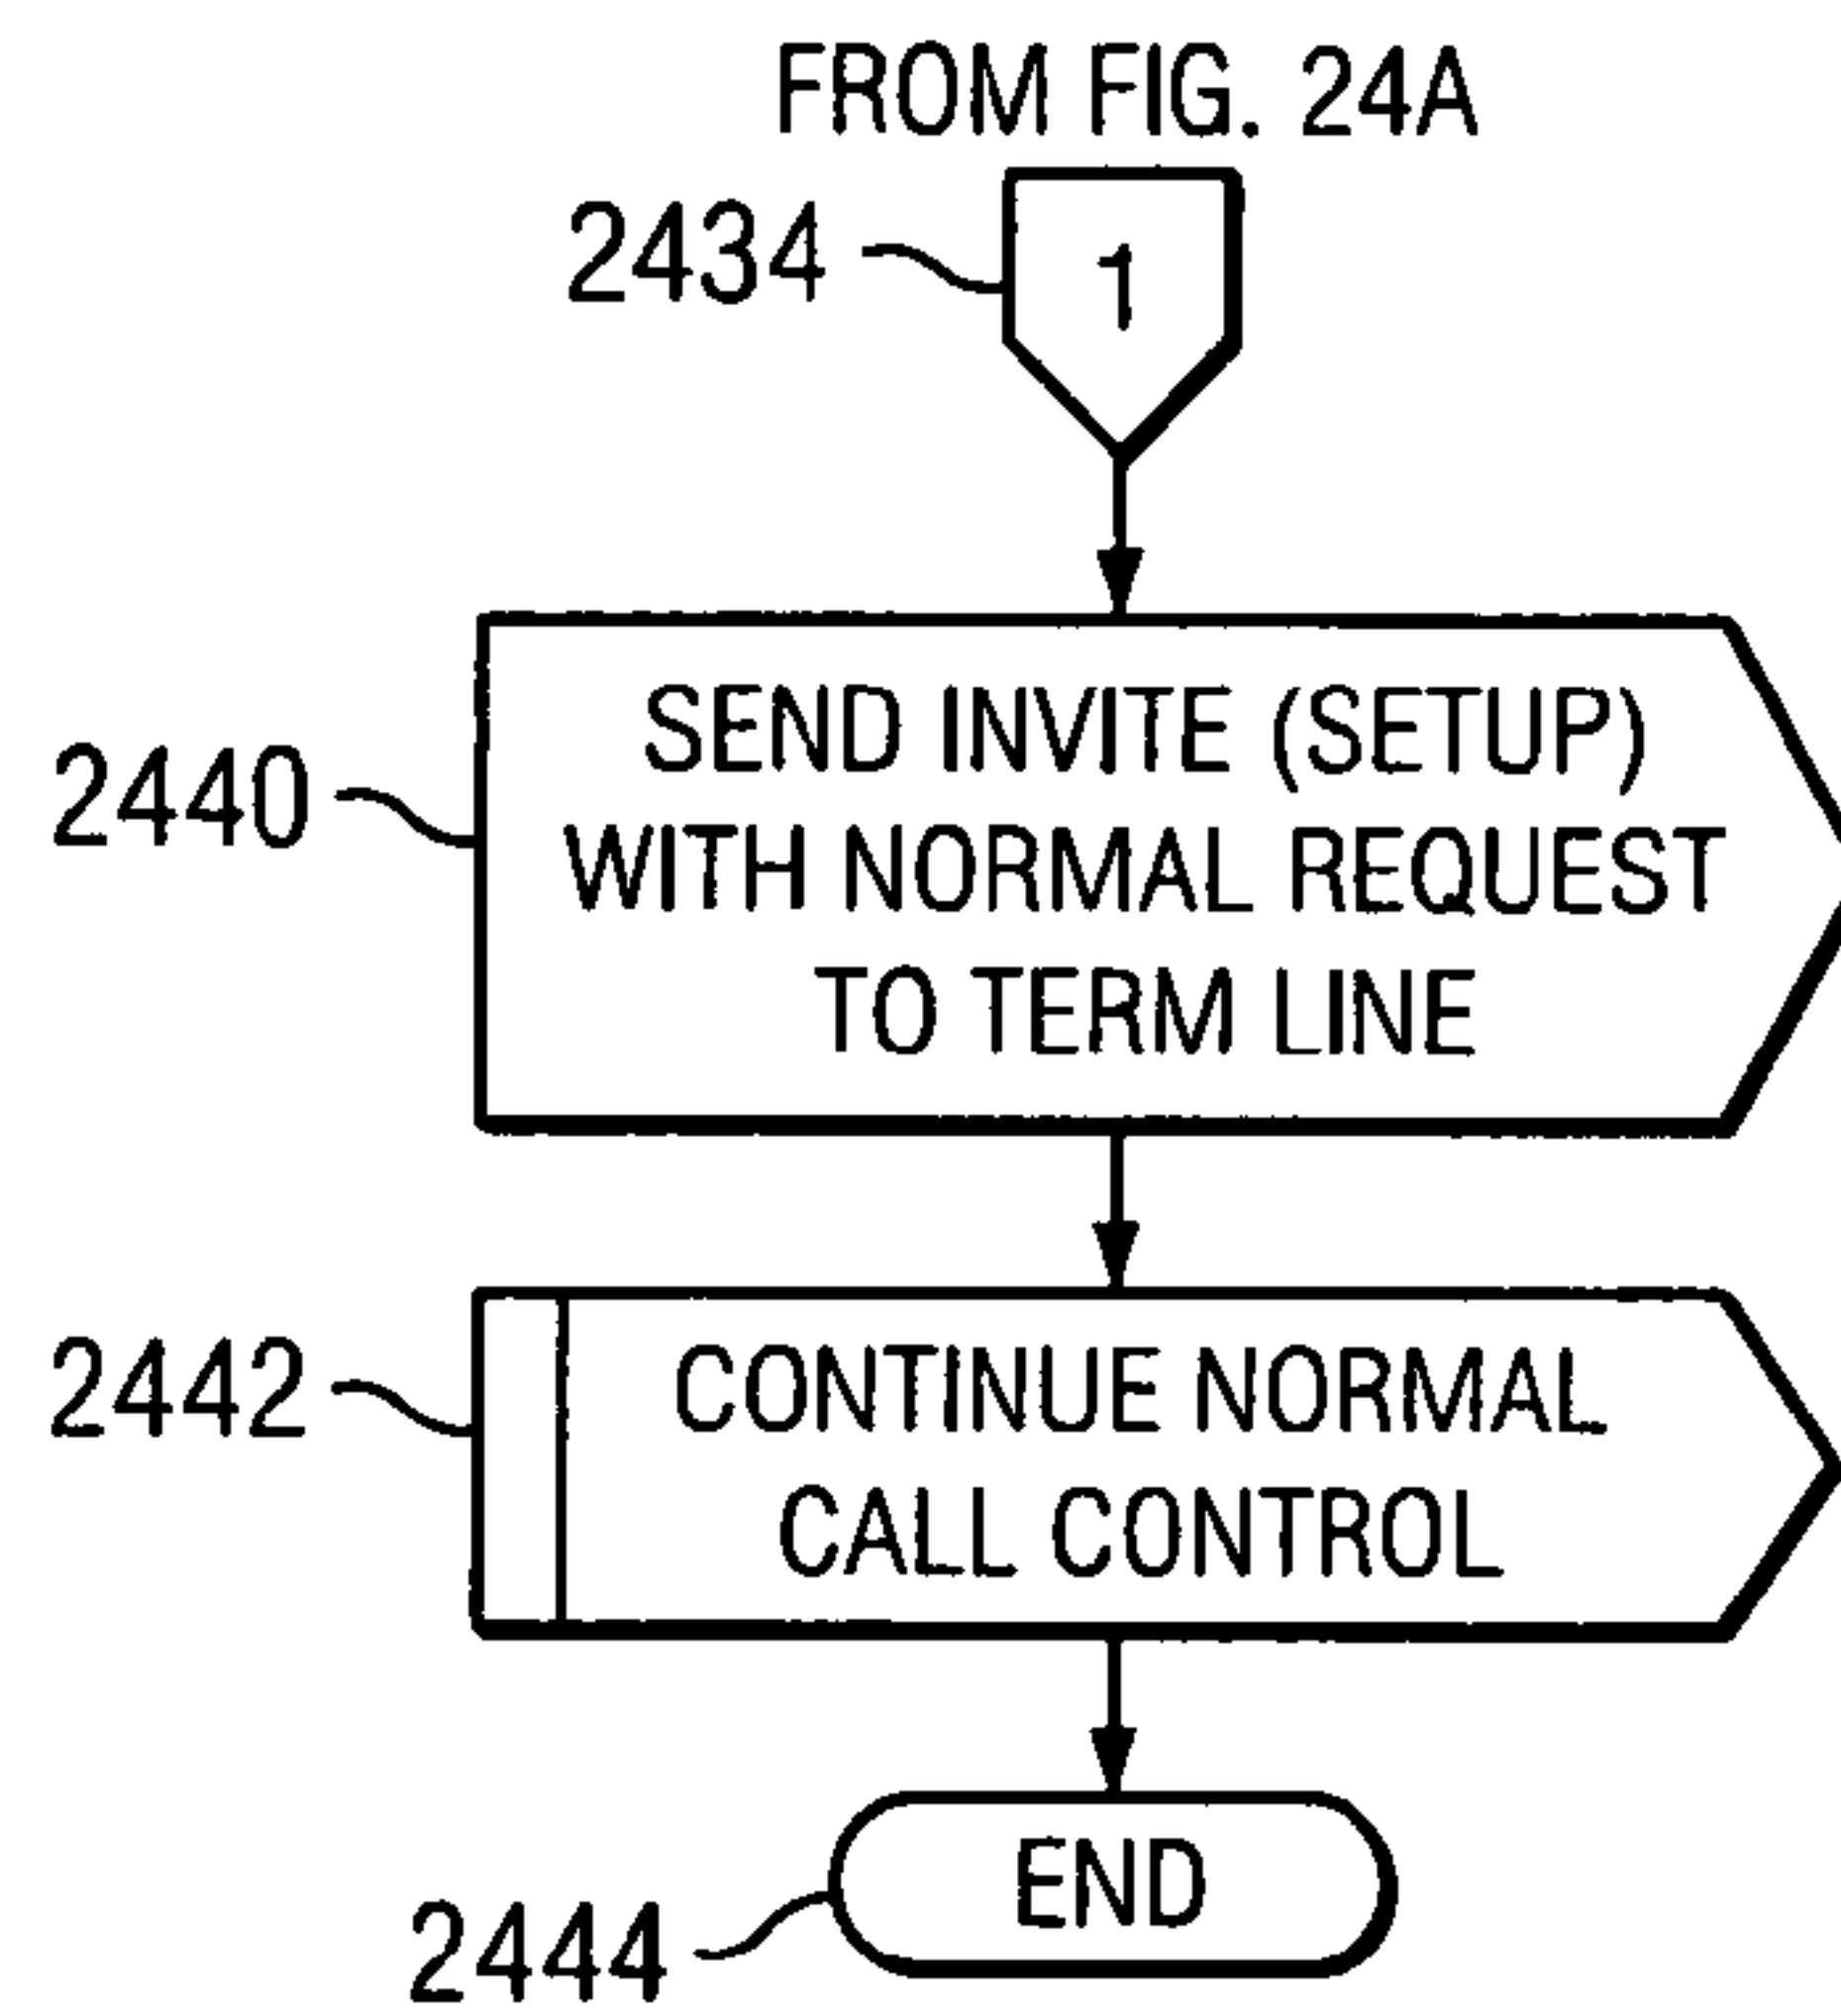 FROM FIG. 24A
2434
1
2440
SEND INVITE (SETUP)
WITH NORMAL REQUEST
TO TERM LINE
2442
CONTINUE NORMAL
CALL CONTROL
END
2444